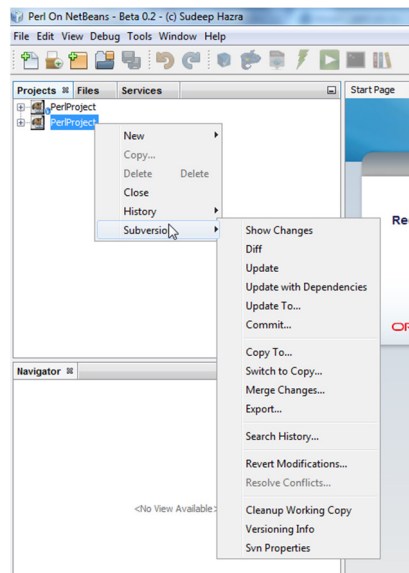 Perl On NetBeans - Beta 0.2 - (c) Sudeep Hazra
File Edit View Debug Tools Window Help
Projects Files Services
Start Page
PerlProject
PerlProject
New
Copy...
Delete Delete
Close
History
Subversion
Show Changes
Diff
Update
Update with Dependencies
Update To...
Commit...
Copy To...
Switch to Copy...
Merge Changes...
Export...
Search History...
Revert Modifications...
Resolve Conflicts...
Cleanup Working Copy
Versioning Info
Svn Properties
Navigator
<No View Available>